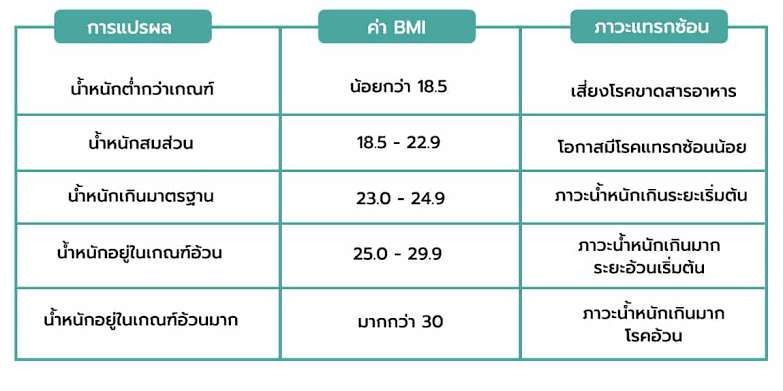 การแปรผล ค่า BMI ภาวะแทรกซ้อน
น้ำหนักต่ำกว่าเกณฑ์ น้อยกว่า 18.5 เสี่ยงโรคขาดสารอาหาร
น้ำหนักสมส่วน 18.5 - 22.9 โอกาสมีโรคแทรกซ้อนน้อย
น้ำหนักเกินมาตรฐาน 23.0 - 24.9 ภาวะน้ำหนักเกินระยะเริ่มต้น
น้ำหนักอยู่ในเกณฑ์อ้วน 25.0 - 29.9 ภาวะน้ำหนักเกินมาก
ระยะอ้วนเริ่มต้น
น้ำหนักอยู่ในเกณฑ์อ้วนมาก มากกว่า 30 ภาวะน้ำหนักเกินมาก
โรคอ้วน